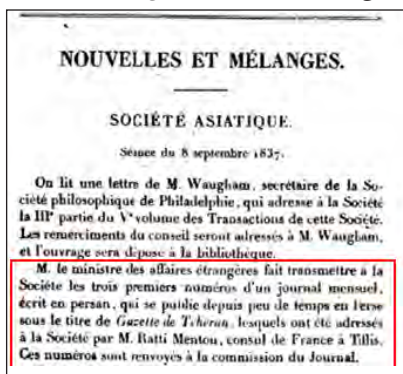 NOUVELLES ET MÉLANGES.
SOCIÉTÉ ASIATIQUE.
Séance du 8 septembre 1837.
On lit une lettre de M. Waugham, secrétaire de la So-
ciété philosophique de Philadelphie, qui adresse à la Société
la IIIe partie du Ve volume des Transactions de cette Société.
Les remerciments du conseil seront adressés à M. Waugham,
et l'ouvrage sera déposé à la bibliothèque.
M. le ministre des affaires étrangères fait transmettre à la
Société les trois premiers numéros d'un journal mensuel,
écrit en persan, qui se publie depuis peu de temps en Perse
sous le titre de Gazette de Téheran, lesquels ont été adressés
à la Société par M. Ratti Mentou, consul de France à Tiflis.
Ces numéros sont renvoyés à la commission du Journal.